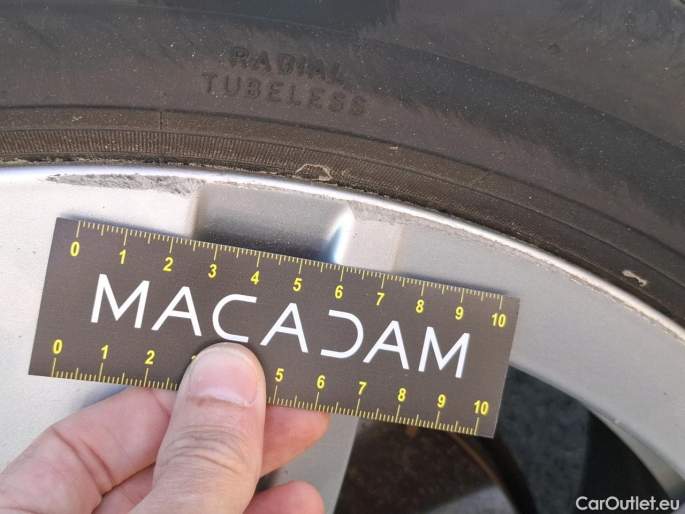 RADIAL
TUBELESS
0 1 2 3 4 5 6 7 8 9 10
MACADAM
0 1 2 5 6 7 8 9 10
CarOutlet.eu